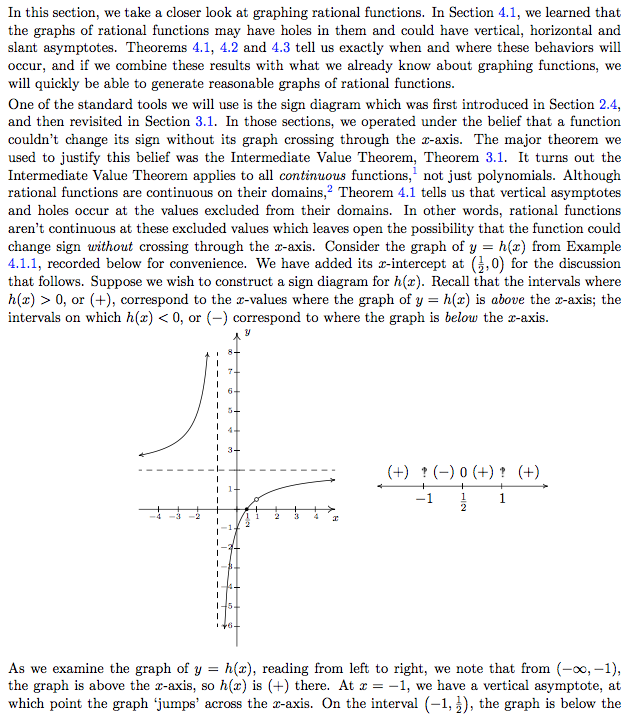 In this section, we take a closer look at graphing rational functions. In Section 4.1, we learned that
the graphs of rational functions may have holes in them and could have vertical, horizontal and
slant asymptotes. Theorems 4.1, 4.2 and 4.3 tell us exactly when and where these behaviors will
occur, and if we combine these results with what we already know about graphing functions, we
will quickly be able to generate reasonable graphs of rational functions.
One of the standard tools we will use is the sign diagram which was first introduced in Section 2.4,
and then revisited in Section 3.1. In those sections, we operated under the belief that a function
couldn't change its sign without its graph crossing through the x-axis. The major theorem we
used to justify this belief was the Intermediate Value Theorem, Theorem 3.1. It turns out the
Intermediate Value Theorem applies to all continuous functions,¹ not just polynomials. Although
rational functions are continuous on their domains,² Theorem 4.1 tells us that vertical asymptotes
and holes occur at the values excluded from their domains. In other words, rational functions
aren't continuous at these excluded values which leaves open the possibility that the function could
change sign without crossing through the x-axis. Consider the graph of y = h(x) from Example
4.1.1, recorded below for convenience. We have added its x-intercept at (1/2, 0) for the discussion
that follows. Suppose we wish to construct a sign diagram for h(x). Recall that the intervals where
h(x) > 0, or (+), correspond to the x-values where the graph of y = h(x) is above the x-axis; the
intervals on which h(x) < 0, or (−) correspond to where the graph is below the x-axis.
y
8
7
6
5
4
3
1
−4 −3 −2 1/2 1 2 3 4 x
−1
−2
−3
−4
−5
−6
(+) ‽ (−) 0 (+) ‽ (+)
−1 1/2 1
As we examine the graph of y = h(x), reading from left to right, we note that from (−∞, −1),
the graph is above the x-axis, so h(x) is (+) there. At x = −1, we have a vertical asymptote, at
which point the graph 'jumps' across the x-axis. On the interval (−1, 1/2), the graph is below the